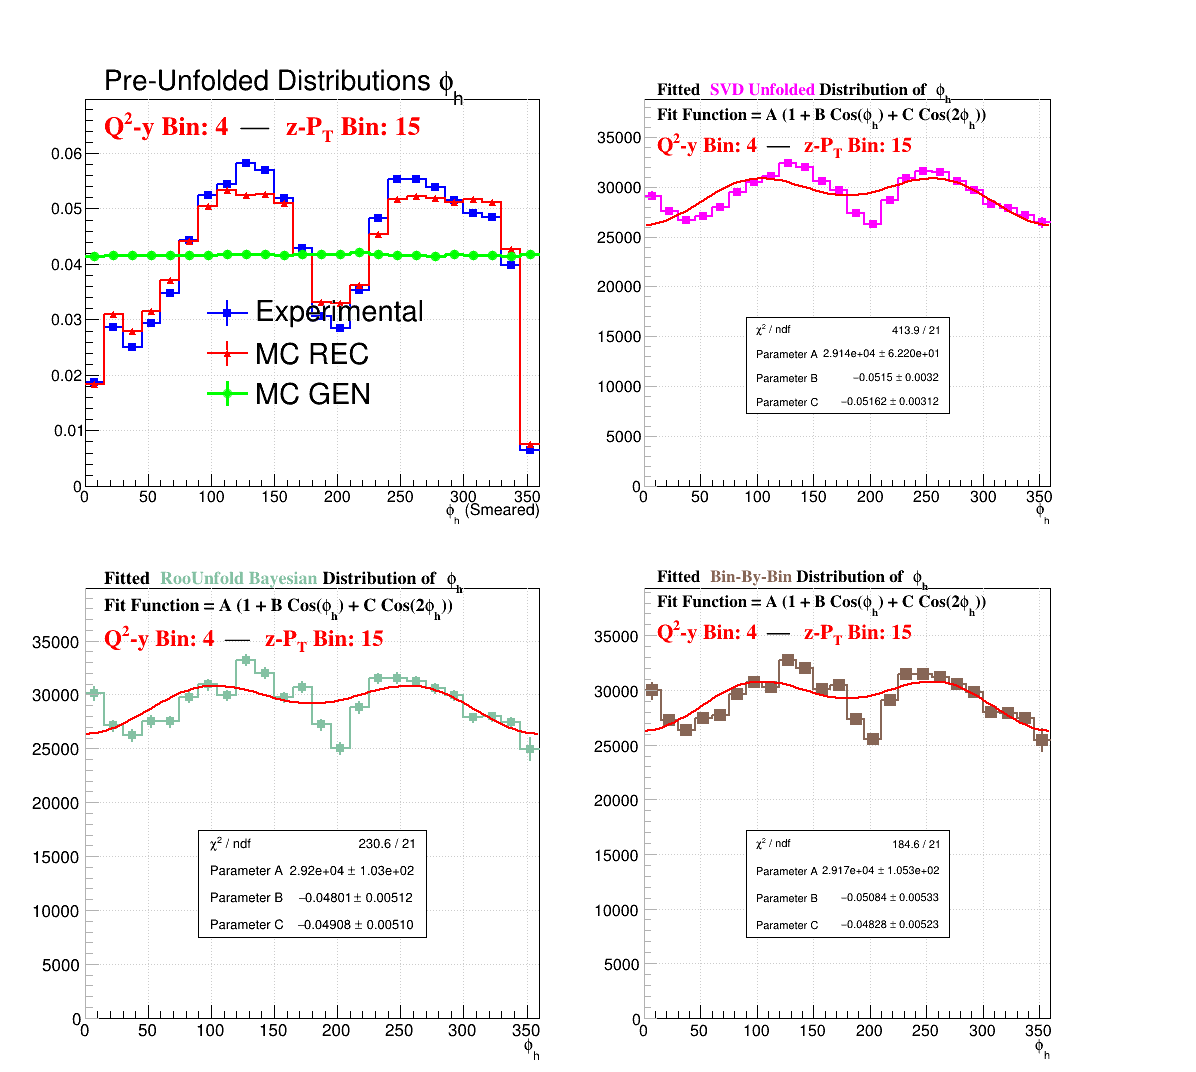 Pre-Unfolded Distributions ϕh
Q2-y Bin: 4 — z-PT Bin: 15
0.06
0.05
0.04
0.03
0.02
0.01
0
Experimental
MC REC
MC GEN
0 50 100 150 200 250 300 350
ϕh (Smeared)
Fitted SVD Unfolded Distribution of ϕh
Fit Function = A (1 + B Cos(ϕh) + C Cos(2ϕh))
Q2-y Bin: 4 — z-PT Bin: 15
35000
30000
25000
20000
15000
10000
5000
0
χ2 / ndf 413.9 / 21
Parameter A 2.914e+04 ± 6.220e+01
Parameter B −0.0515 ± 0.0032
Parameter C −0.05162 ± 0.00312
0 50 100 150 200 250 300 350
ϕh
Fitted RooUnfold Bayesian Distribution of ϕh
Fit Function = A (1 + B Cos(ϕh) + C Cos(2ϕh))
Q2-y Bin: 4 — z-PT Bin: 15
35000
30000
25000
20000
15000
10000
5000
0
χ2 / ndf 230.6 / 21
Parameter A 2.92e+04 ± 1.03e+02
Parameter B −0.04801 ± 0.00512
Parameter C −0.04908 ± 0.00510
0 50 100 150 200 250 300 350
ϕh
Fitted Bin-By-Bin Distribution of ϕh
Fit Function = A (1 + B Cos(ϕh) + C Cos(2ϕh))
Q2-y Bin: 4 — z-PT Bin: 15
35000
30000
25000
20000
15000
10000
5000
0
χ2 / ndf 184.6 / 21
Parameter A 2.917e+04 ± 1.053e+02
Parameter B −0.05084 ± 0.00533
Parameter C −0.04828 ± 0.00523
0 50 100 150 200 250 300 350
ϕh